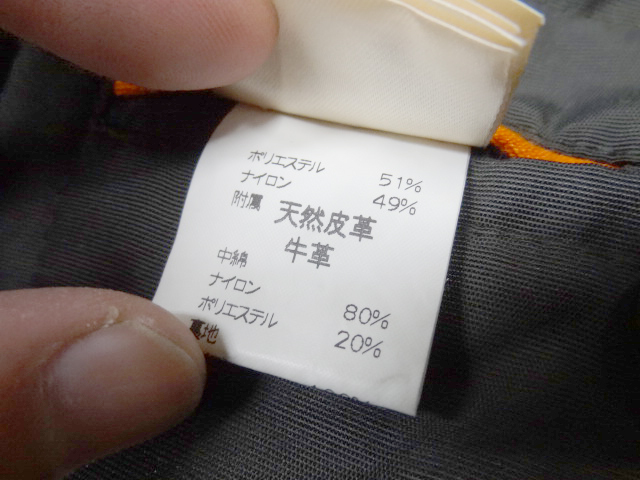 ポリエステル 51%
ナイロン 49%
附属 天然皮革
牛革
中綿
ナイロン 80%
ポリエステル 20%
裏地